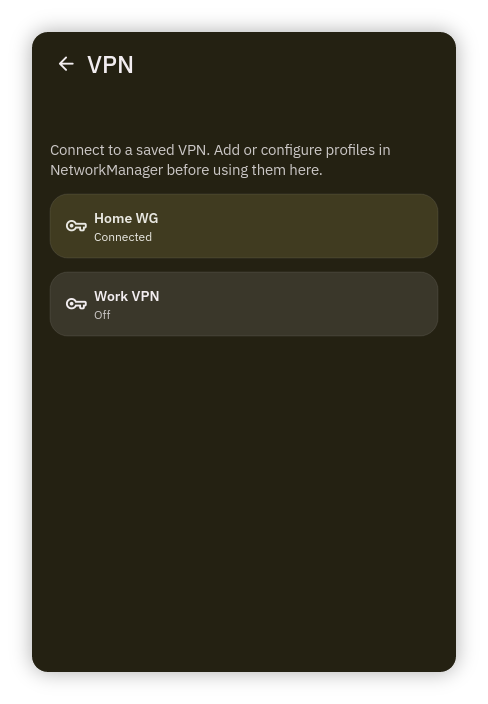 VPN
Connect to a saved VPN. Add or configure profiles in
NetworkManager before using them here.
Home WG
Connected
Work VPN
Off